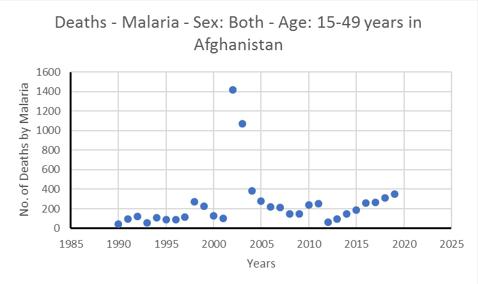 Deaths - Malaria - Sex: Both - Age: 15-49 years in
Afghanistan
No. of Deaths by Malaria
1600
1400
1200
1000
800
600
400
200
0
1985 1990 1995 2000 2005 2010 2015 2020 2025
Years